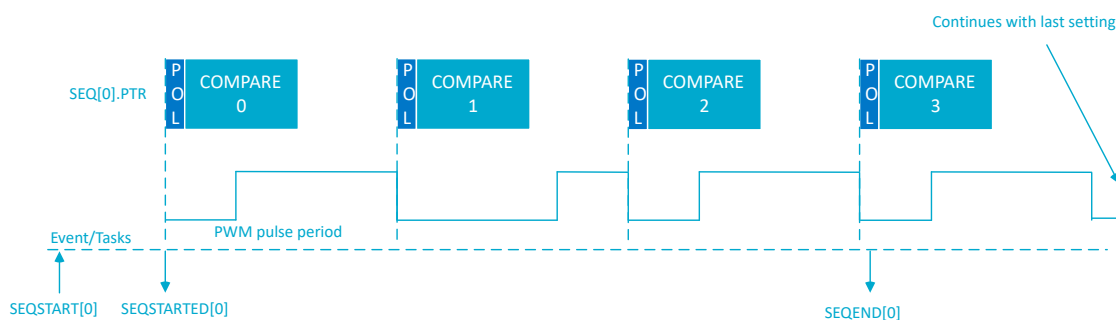 Continues with last setting
SEQ[0].PTR
P
O
L
COMPARE
0
P
O
L
COMPARE
1
P
O
L
COMPARE
2
P
O
L
COMPARE
3
Event/Tasks
PWM pulse period
SEQSTART[0]
SEQSTARTED[0]
SEQEND[0]